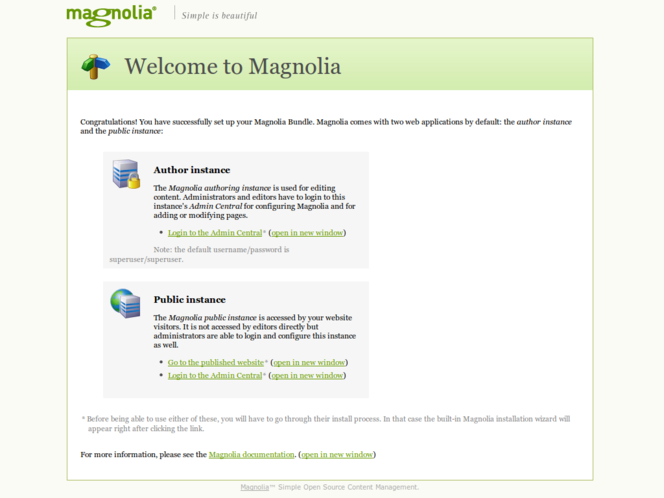 magnolia®
Simple is beautiful
Welcome to Magnolia
Congratulations! You have successfully set up your Magnolia Bundle. Magnolia comes with two web applications by default: the author instance
and the public instance:
Author instance
The Magnolia authoring instance is used for editing
content. Administrators and editors have to login to this
instance's Admin Central for configuring Magnolia and for
adding or modifying pages.
• Login to the Admin Central* (open in new window)
Note: the default username/password is
superuser/superuser.
Public instance
The Magnolia public instance is accessed by your website
visitors. It is not accessed by editors directly but
administrators are able to login and configure this instance
as well.
• Go to the published website* (open in new window)
• Login to the Admin Central* (open in new window)
* Before being able to use either of these, you will have to go through their install process. In that case the built-in Magnolia installation wizard will
appear right after clicking the link.
For more information, please see the Magnolia documentation. (open in new window)
Magnolia™ Simple Open Source Content Management.